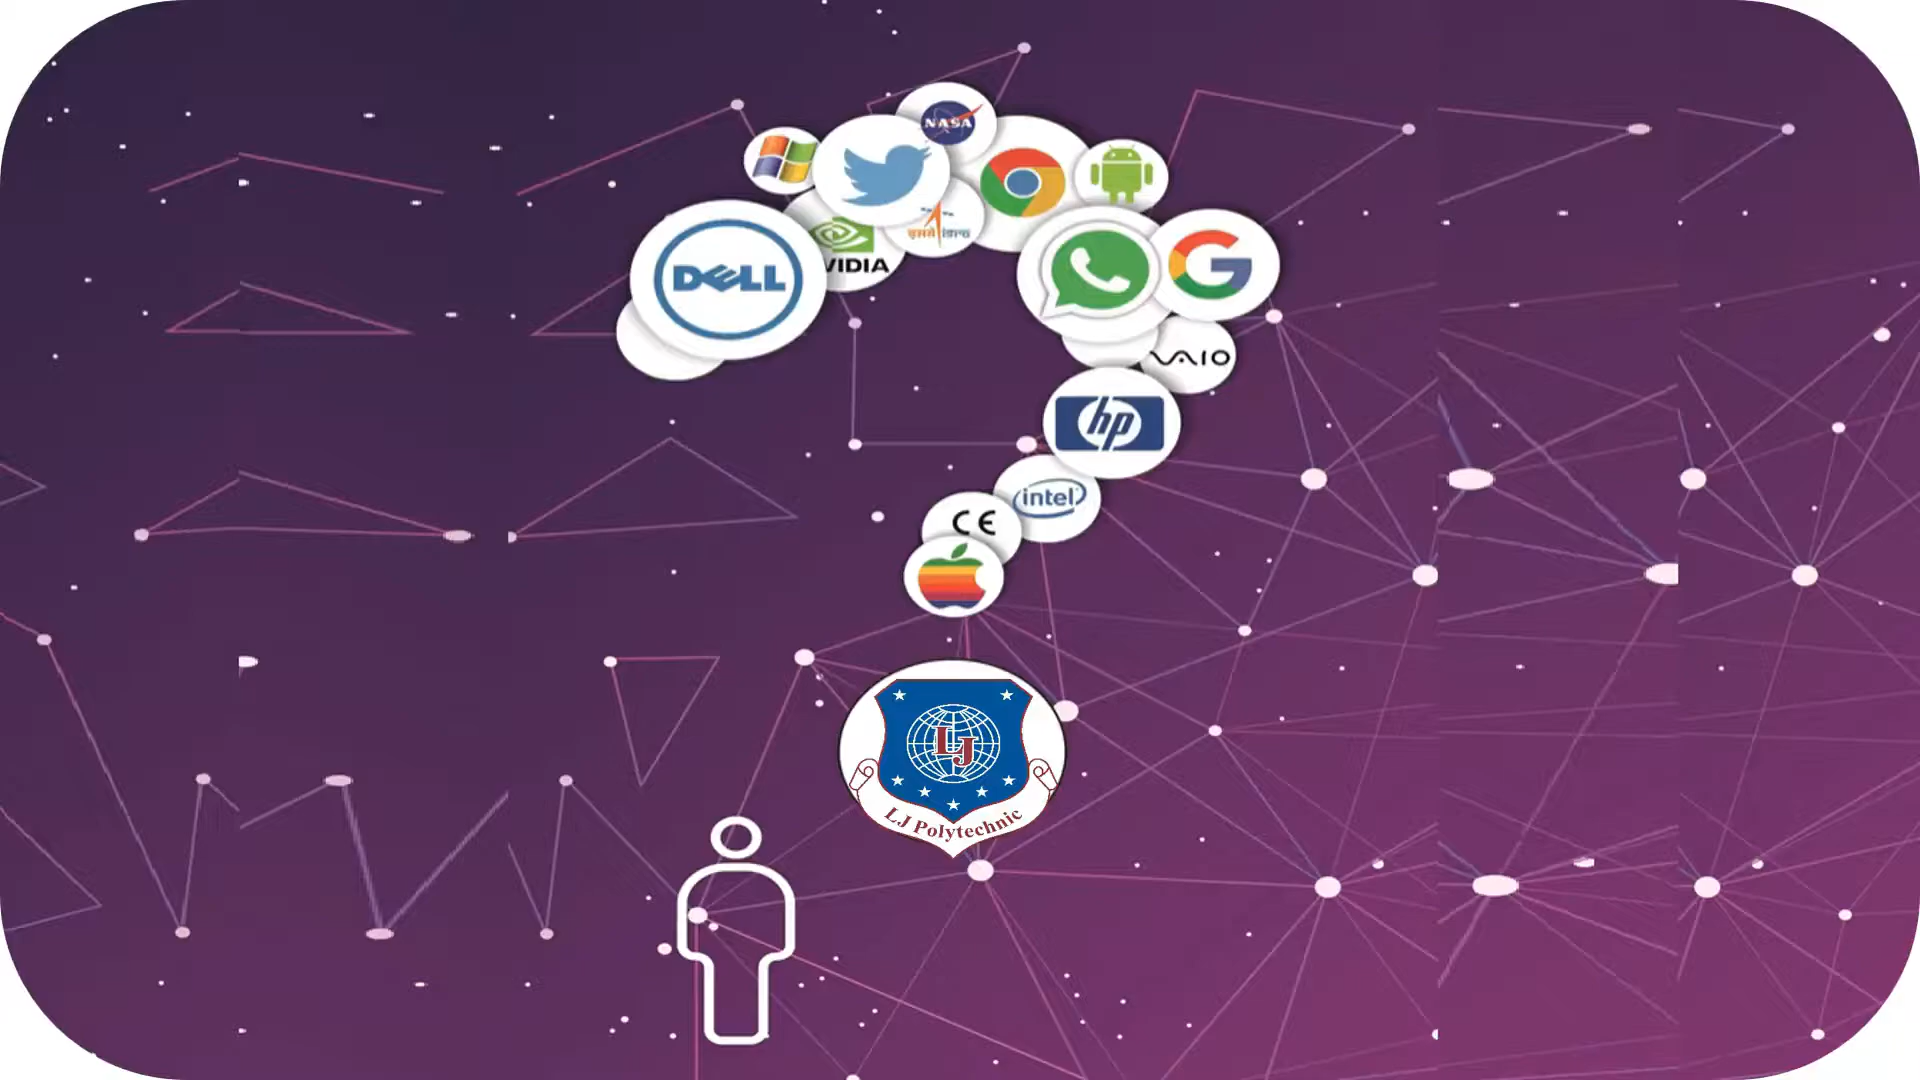 NASA
VIDIA
DELL
VAIO
hp
intel
CE
LJ
LJ Polytechnic